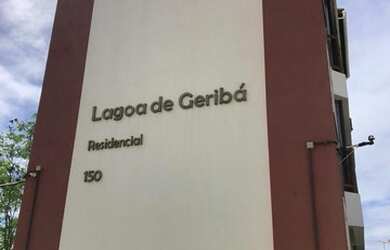 Lagoa de Geribá
Residencial
150